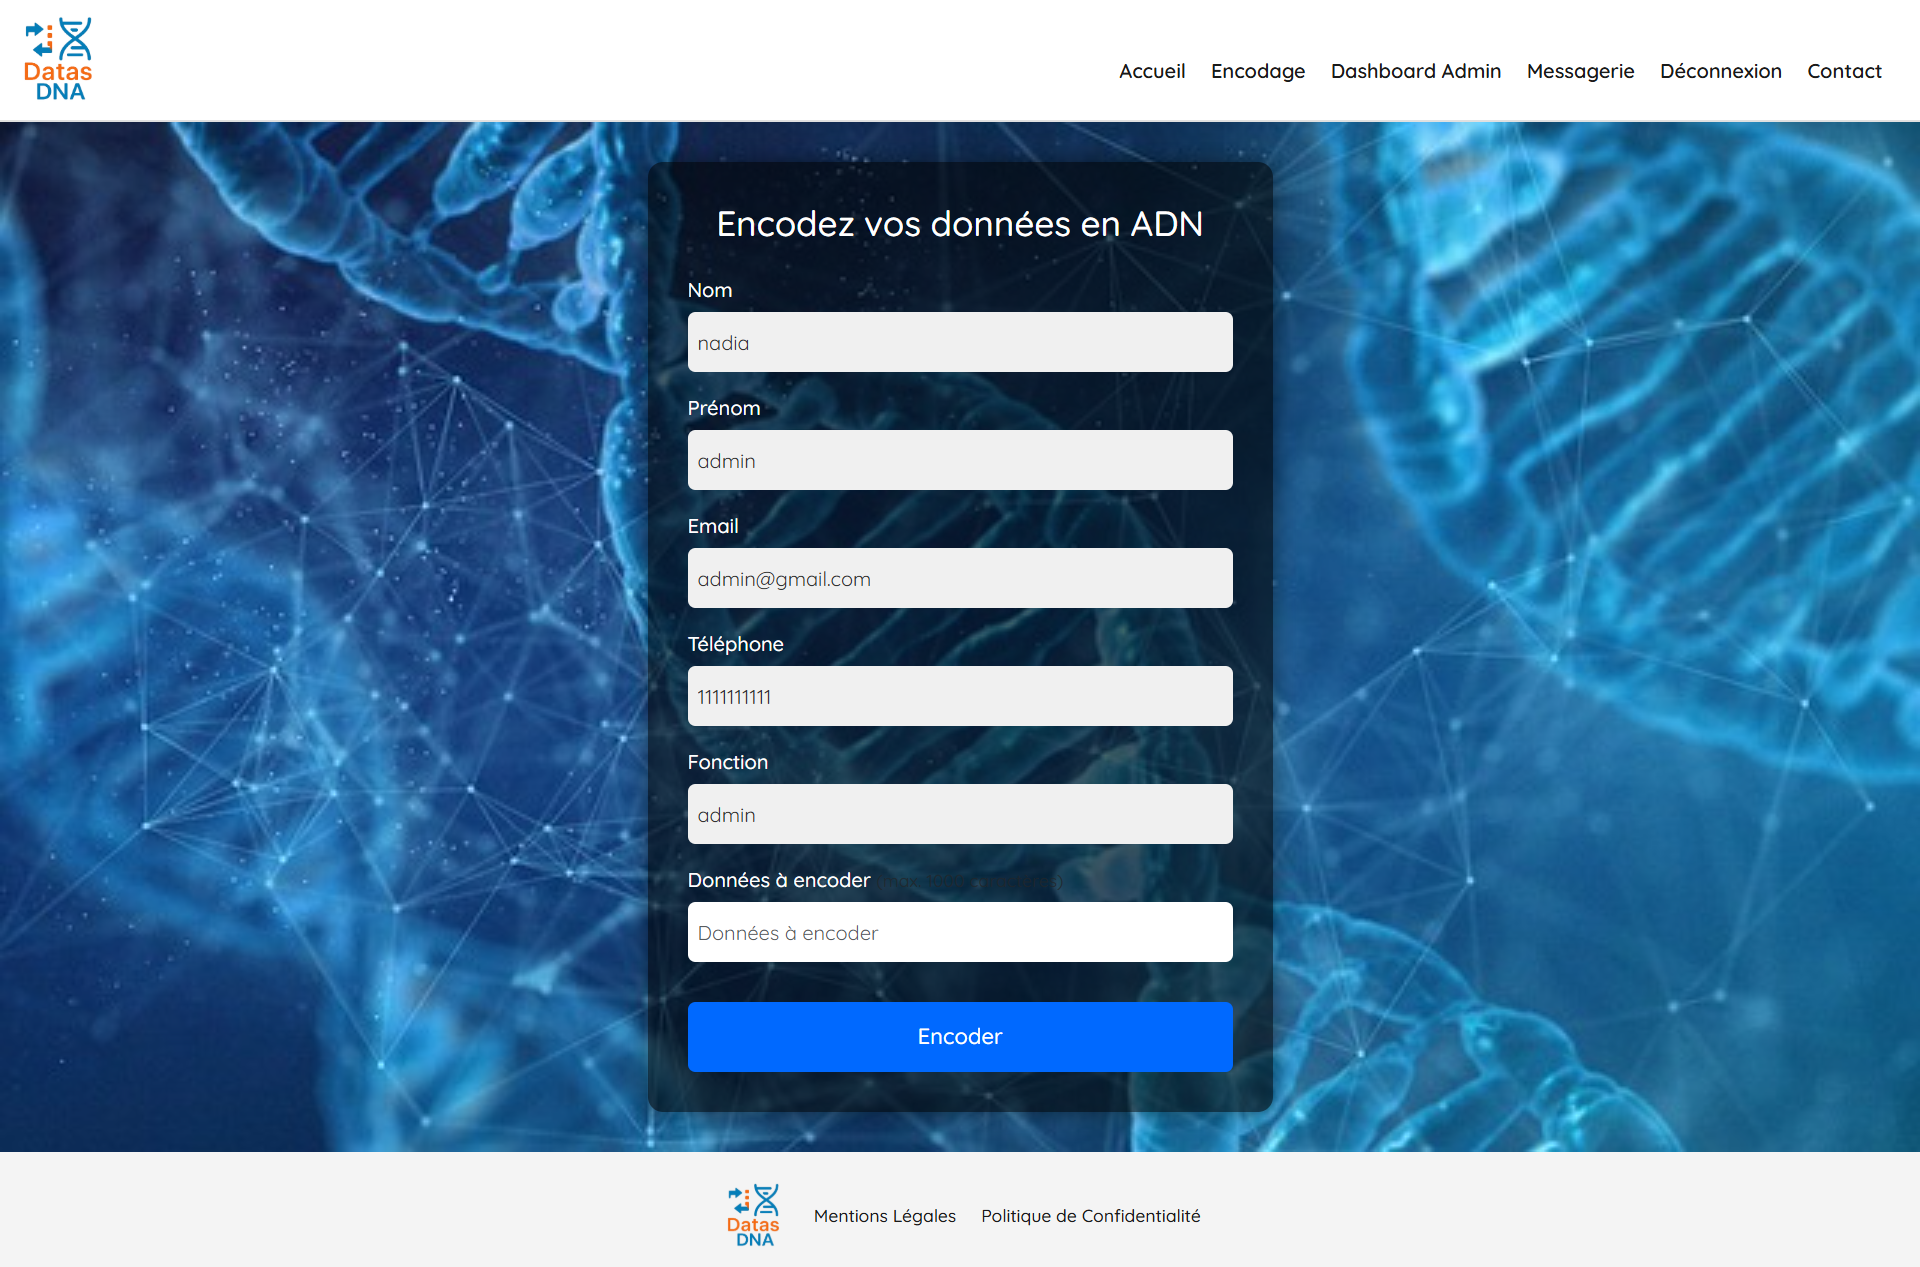 Datas
DNA
Accueil Encodage Dashboard Admin Messagerie Déconnexion Contact
Encodez vos données en ADN
Nom
nadia
Prénom
admin
Email
admin@gmail.com
Téléphone
1111111111
Fonction
admin
Données à encoder
Données à encoder
Encoder
Datas
DNA
Mentions Légales Politique de Confidentialité